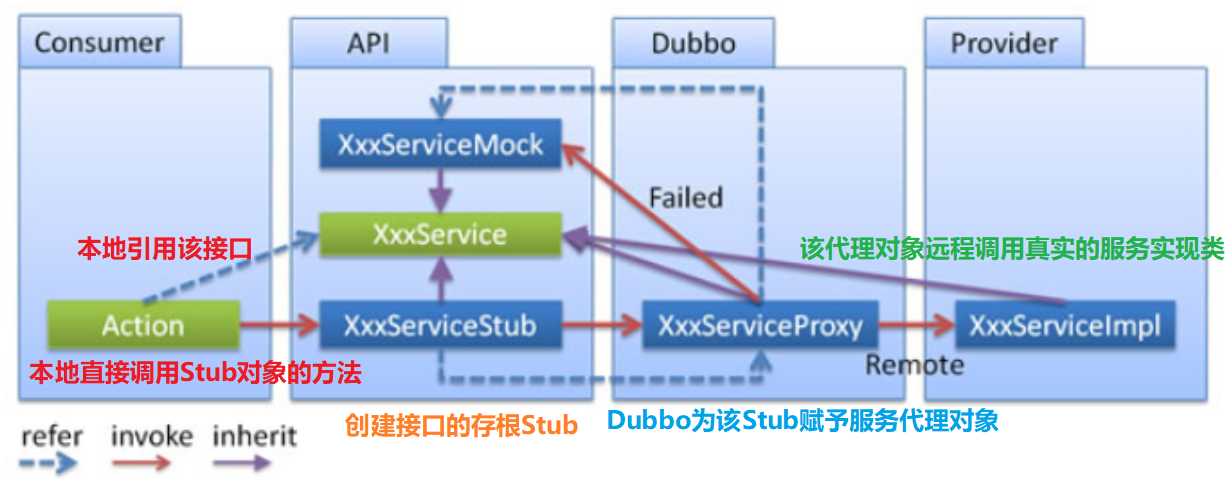 Consumer
API
Dubbo
Provider
XxxServiceMock
Failed
XxxService
本地引用该接口
该代理对象远程调用真实的服务实现类
Action
XxxServiceStub
XxxServiceProxy
XxxServiceImpl
Remote
本地直接调用Stub对象的方法
创建接口的存根Stub
Dubbo为该Stub赋予服务代理对象
refer
invoke
inherit